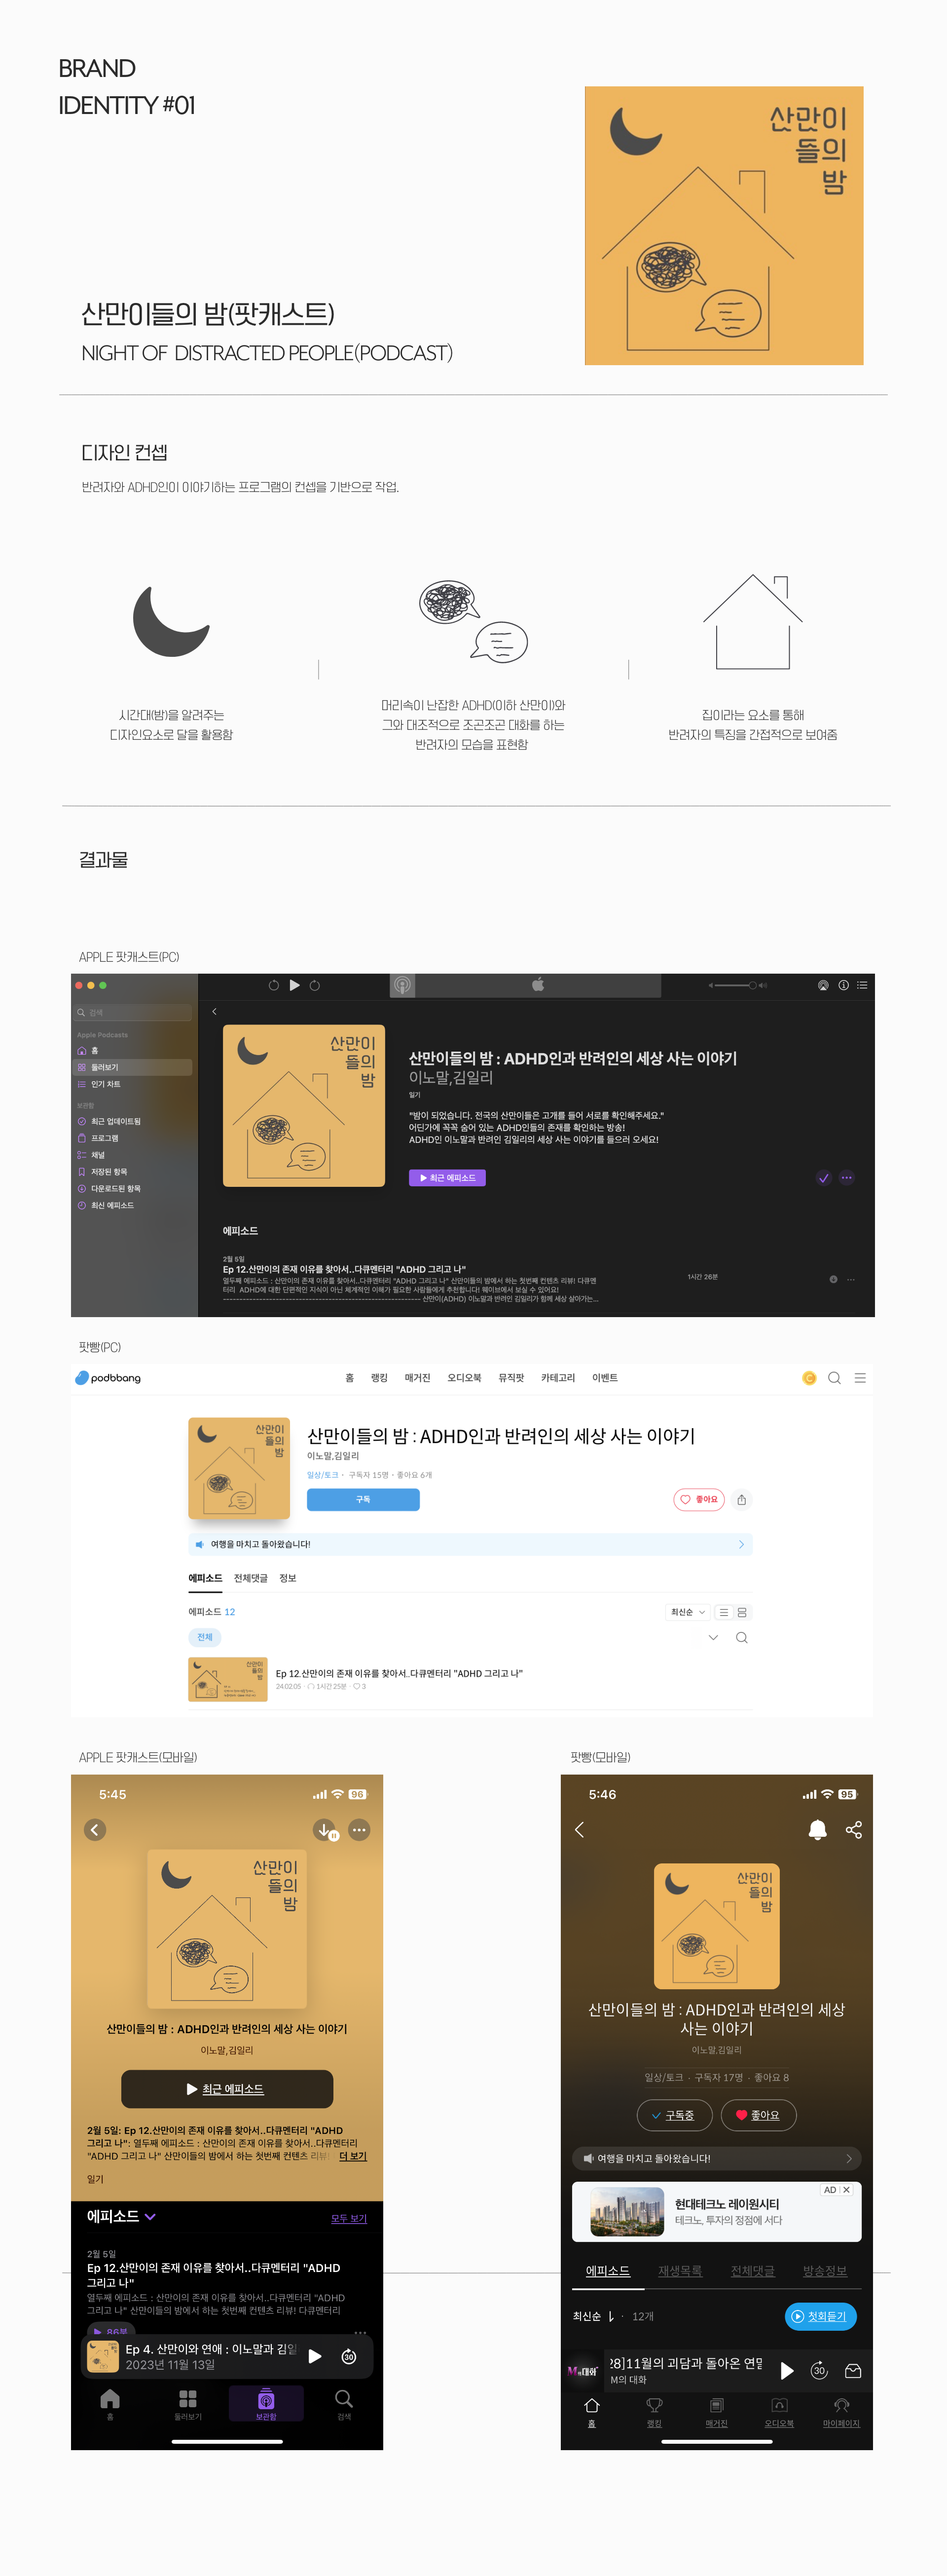 BRAND
IDENTITY #01
산만이
들의
밤
산만이들의 밤(팟캐스트)
NIGHT OF DISTRACTED PEOPLE(PODCAST)
디자인 컨셉
반려자와 ADHD인이 이야기하는 프로그램의 컨셉을 기반으로 작업.
시간대(밤)을 알려주는
디자인요소로 달을 활용함
머리속이 난잡한 ADHD(이하 산만이)와
그와 대조적으로 조곤조곤 대화를 하는
반려자의 모습을 표현함
집이라는 요소를 통해
반려자의 특징을 간접적으로 보여줌
결과물
APPLE 팟캐스트(PC)
검색
Apple Podcasts
홈
둘러보기
인기 차트
보관함
최근 업데이트됨
프로그램
채널
저장된 항목
다운로드된 항목
최신 에피소드
산만이
들의
밤
산만이들의 밤 : ADHD인과 반려인의 세상 사는 이야기
이노말,김일리
일기
"밤이 되었습니다. 전국의 산만이들은 고개를 들어 서로를 확인해주세요."
어딘가에 꼭꼭 숨어 있는 ADHD인들의 존재를 확인하는 방송!
ADHD인 이노말과 반려인 김일리의 세상 사는 이야기를 들으러 오세요!
최근 에피소드
에피소드
2월 5일
Ep 12.산만이의 존재 이유를 찾아서..다큐멘터리 "ADHD 그리고 나"
열두째 에피소드 : 산만이의 존재 이유를 찾아서..다큐멘터리 "ADHD 그리고 나" 산만이들의 밤에서 하는 첫번째 컨텐츠 리뷰! 다큐멘
터리 ADHD에 대한 단편적인 지식이 아닌 체계적인 이해가 필요한 사람들에게 추천합니다! 웨이브에서 보실 수 있어요!
------------------------------------------------------------ 산만이(ADHD) 이노말과 반려인 김일리가 함께 세상 살아가는...
1시간 26분
팟빵(PC)
podbbang
홈 랭킹 매거진 오디오북 뮤직팟 카테고리 이벤트
C
산만이
들의
밤
산만이들의 밤 : ADHD인과 반려인의 세상 사는 이야기
이노말,김일리
일상/토크 · 구독자 15명 · 좋아요 6개
구독
좋아요
여행을 마치고 돌아왔습니다!
에피소드 전체댓글 정보
에피소드 12
최신순
전체
Ep 12.산만이의 존재 이유를 찾아서..다큐멘터리 "ADHD 그리고 나"
24.02.05 · 1시간 25분 · 3
APPLE 팟캐스트(모바일)
팟빵(모바일)
5:45
96
산만이
들의
밤
산만이들의 밤 : ADHD인과 반려인의 세상 사는 이야기
이노말,김일리
최근 에피소드
2월 5일: Ep 12.산만이의 존재 이유를 찾아서..다큐멘터리 "ADHD
그리고 나": 열두째 에피소드 : 산만이의 존재 이유를 찾아서..다큐멘터리
"ADHD 그리고 나" 산만이들의 밤에서 하는 첫번째 컨텐츠 리뷰! 더 보기
일기
에피소드
모두 보기
2월 5일
Ep 12.산만이의 존재 이유를 찾아서..다큐멘터리 "ADHD
그리고 나"
열두째 에피소드 : 산만이의 존재 이유를 찾아서..다큐멘터리 "ADHD
그리고 나" 산만이들의 밤에서 하는 첫번째 컨텐츠 리뷰! 다큐멘터리
86분
Ep 4. 산만이와 연애 : 이노말과 김일
2023년 11월 13일
30
홈 둘러보기 보관함 검색
5:46
95
산만이
들의
밤
산만이들의 밤 : ADHD인과 반려인의 세상
사는 이야기
이노말,김일리
일상/토크 · 구독자 17명 · 좋아요 8
구독중
좋아요
여행을 마치고 돌아왔습니다!
AD
현대테크노 레이원시티
테크노, 투자의 정점에 서다
에피소드 재생목록 전체댓글 방송정보
최신순 · 12개
첫회듣기
M의대화
28]11월의 괴담과 돌아온 연말
M의 대화
30
홈 랭킹 매거진 오디오북 마이페이지